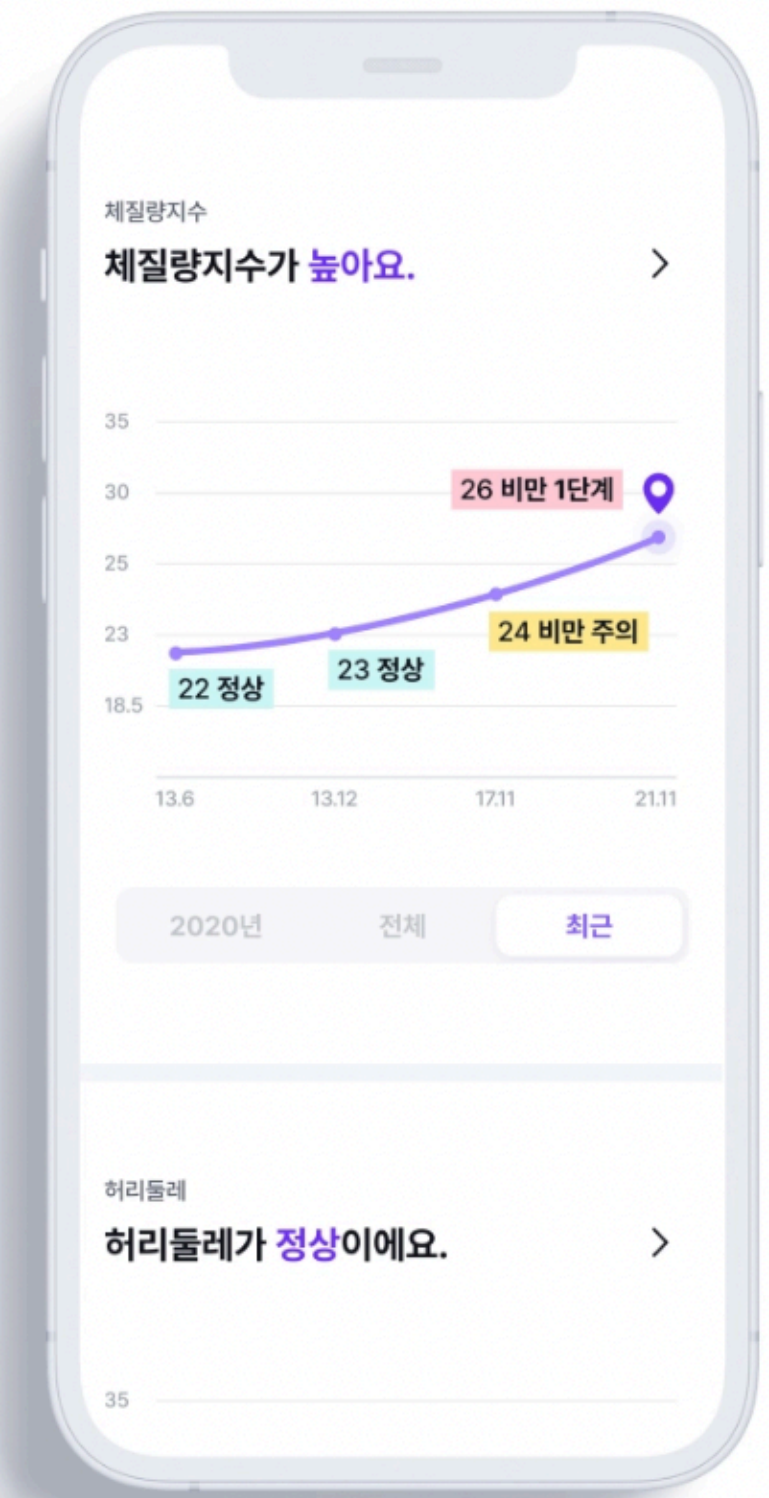 체질량지수
체질량지수가 높아요.
35
26 비만 1단계
30
25
24 비만 주의
23
23 정상
22 정상
18.5
13.6 13.12 17.11 21.11
2020년 전체 최근
허리둘레
허리둘레가 정상이에요.
35